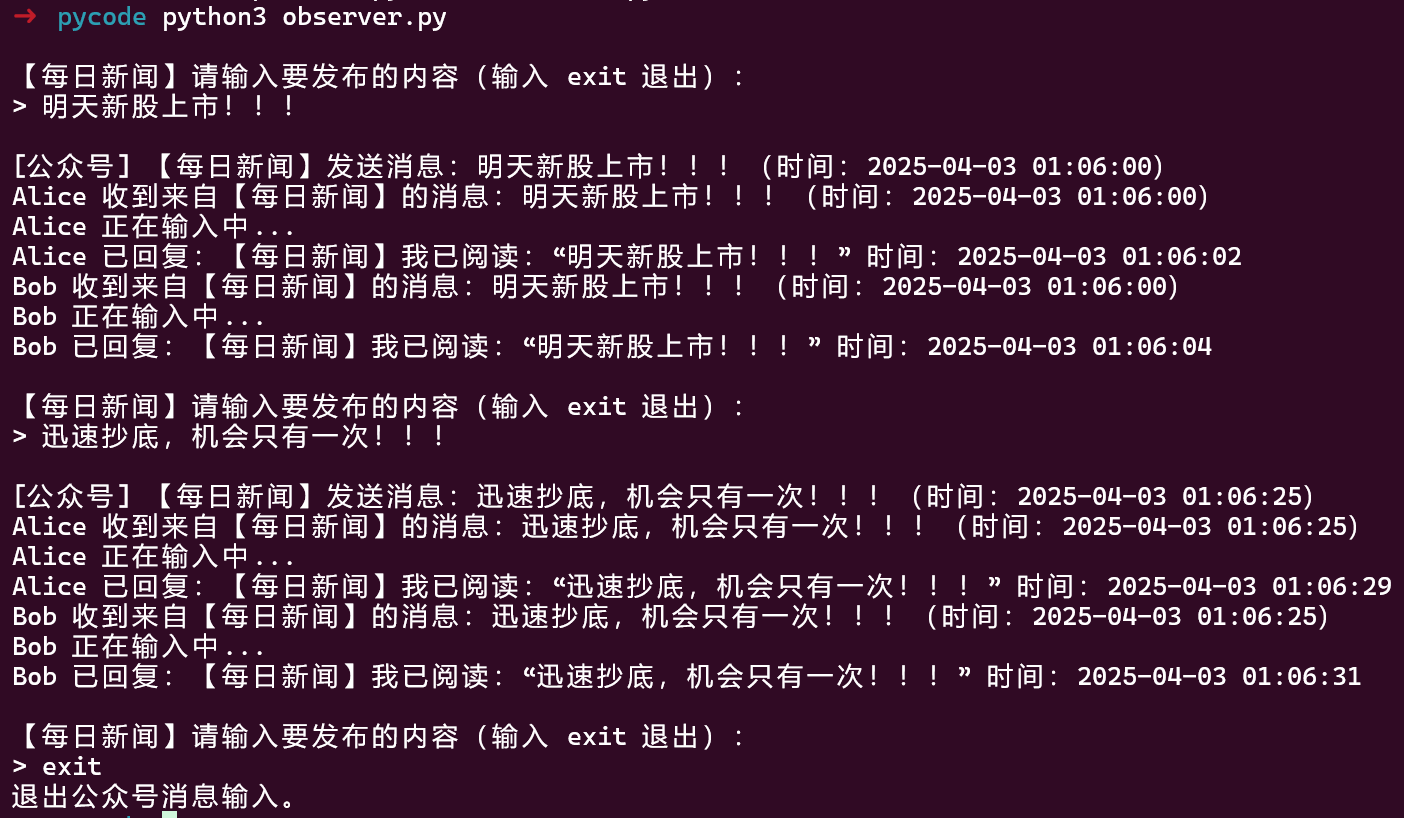 → pycode python3 observer.py
【每日新闻】请输入要发布的内容（输入 exit 退出）：
> 明天新股上市！！！
[公众号] 【每日新闻】发送消息：明天新股上市！！！（时间：2025-04-03 01:06:00）
Alice 收到来自【每日新闻】的消息：明天新股上市！！！（时间：2025-04-03 01:06:00）
Alice 正在输入中...
Alice 已回复：【每日新闻】我已阅读：“明天新股上市！！！” 时间：2025-04-03 01:06:02
Bob 收到来自【每日新闻】的消息：明天新股上市！！！（时间：2025-04-03 01:06:00）
Bob 正在输入中...
Bob 已回复：【每日新闻】我已阅读：“明天新股上市！！！” 时间：2025-04-03 01:06:04
【每日新闻】请输入要发布的内容（输入 exit 退出）：
> 迅速抄底，机会只有一次！！！
[公众号] 【每日新闻】发送消息：迅速抄底，机会只有一次！！！（时间：2025-04-03 01:06:25）
Alice 收到来自【每日新闻】的消息：迅速抄底，机会只有一次！！！（时间：2025-04-03 01:06:25）
Alice 正在输入中...
Alice 已回复：【每日新闻】我已阅读：“迅速抄底，机会只有一次！！！” 时间：2025-04-03 01:06:29
Bob 收到来自【每日新闻】的消息：迅速抄底，机会只有一次！！！（时间：2025-04-03 01:06:25）
Bob 正在输入中...
Bob 已回复：【每日新闻】我已阅读：“迅速抄底，机会只有一次！！！” 时间：2025-04-03 01:06:31
【每日新闻】请输入要发布的内容（输入 exit 退出）：
> exit
退出公众号消息输入。